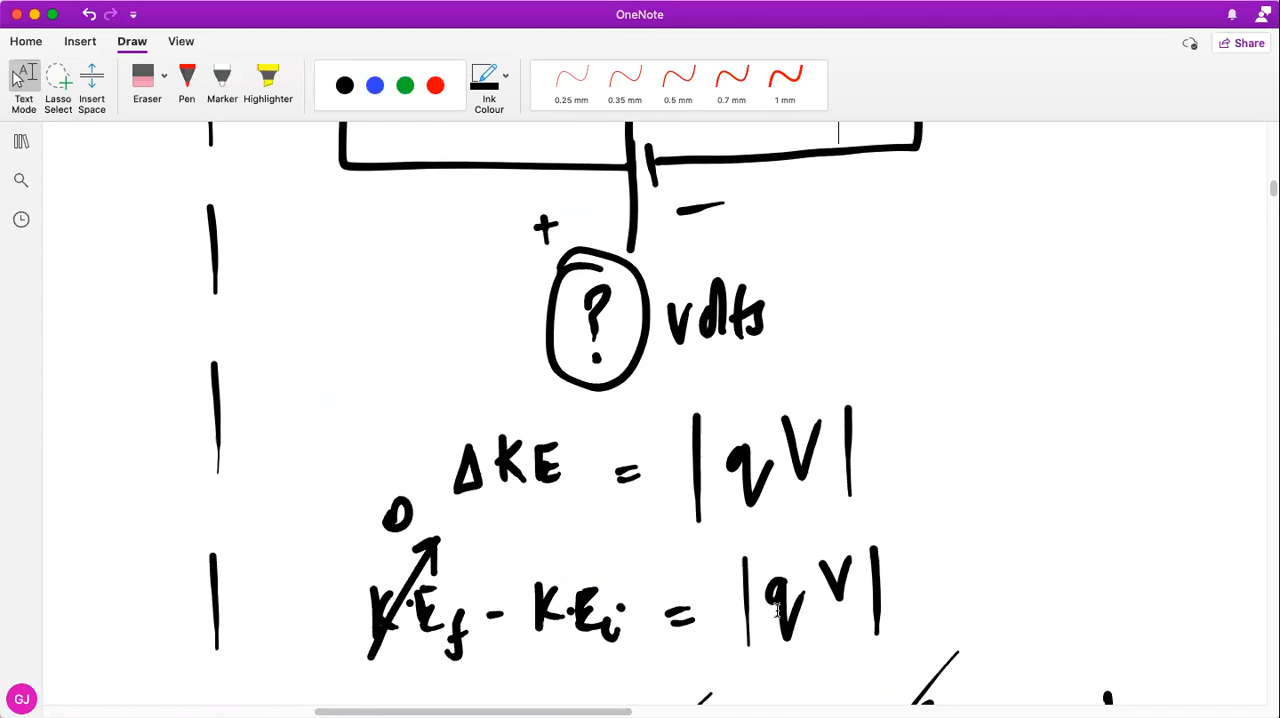 OneNote
Home Insert Draw View
Share
Text Mode
Lasso Select
Insert Space
Eraser
Pen
Marker
Highlighter
Ink Colour
0.25 mm
0.35 mm
0.5 mm
0.7 mm
1 mm
+ −
? volts
ΔKE = |qV|
0
K.E_f - K.E_i = |qV|
GJ